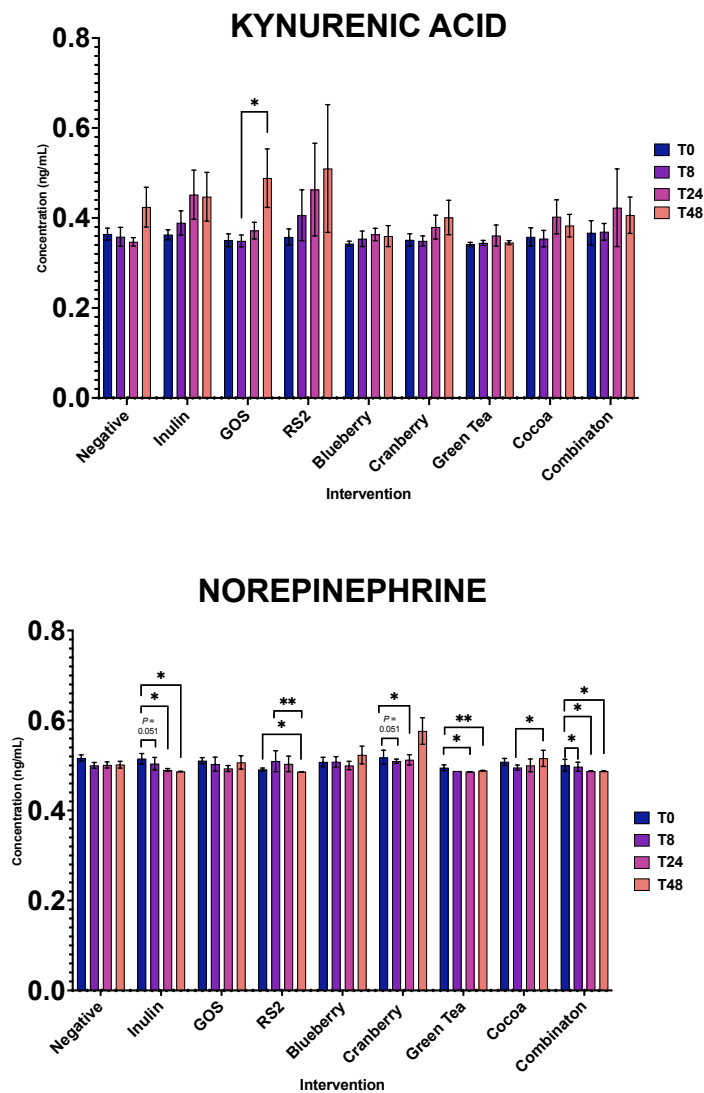 KYNURENIC ACID
0.8
0.6
0.4
0.2
0.0
Concentration (ng/mL)
*
T0
T8
T24
T48
Negative
Inulin
GOS
RS2
Blueberry
Cranberry
Green Tea
Cocoa
Combinaton
Intervention
NOREPINEPHRINE
0.8
0.6
0.4
0.2
0.0
Concentration (ng/mL)
*
*
P =
0.051
**
*
*
P =
0.051
**
*
*
*
*
*
T0
T8
T24
T48
Negative
Inulin
GOS
RS2
Blueberry
Cranberry
Green Tea
Cocoa
Combinaton
Intervention